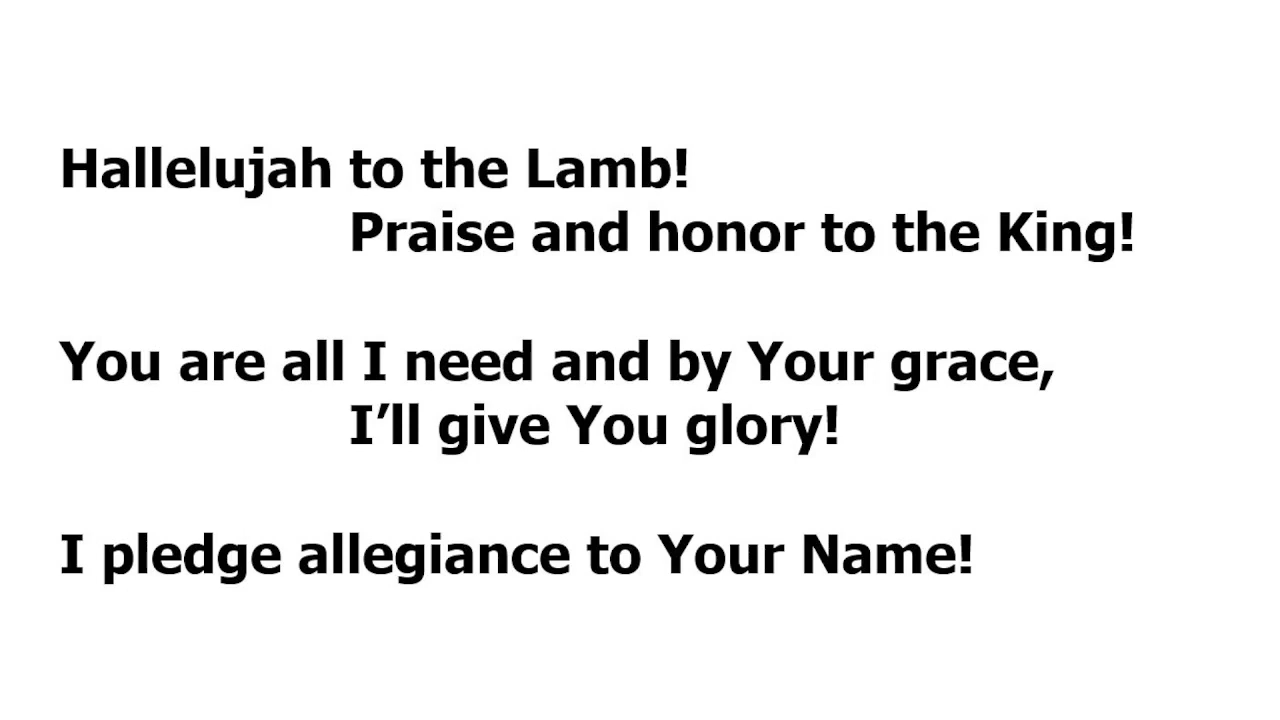 Hallelujah to the Lamb!
Praise and honor to the King!
You are all I need and by Your grace,
I’ll give You glory!
I pledge allegiance to Your Name!